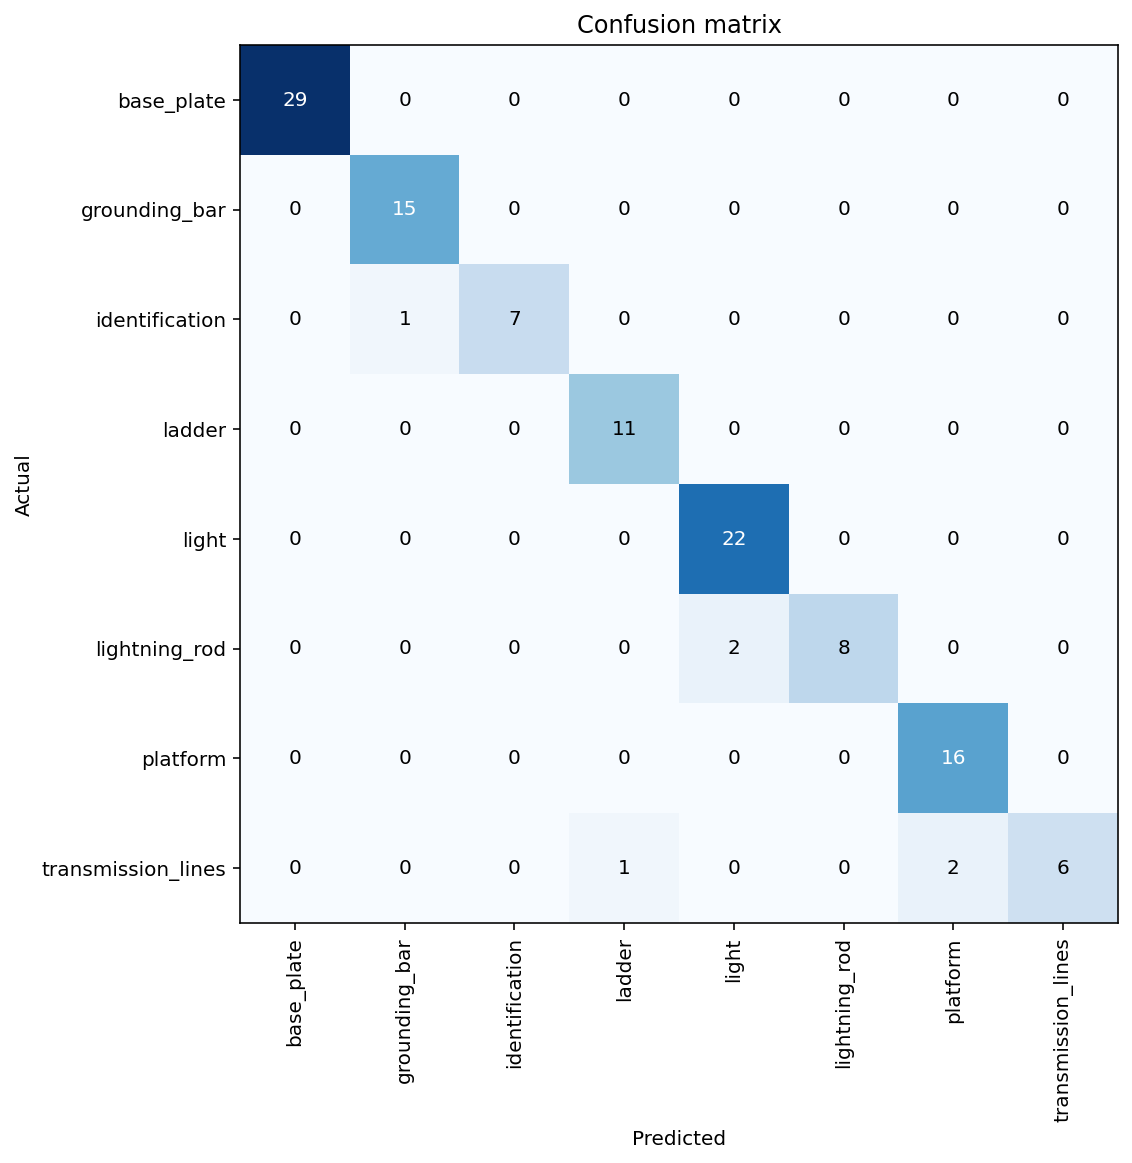 Confusion matrix
base_plate 29 0 0 0 0 0 0 0
grounding_bar 0 15 0 0 0 0 0 0
identification 0 1 7 0 0 0 0 0
ladder 0 0 0 11 0 0 0 0
Actual
light 0 0 0 0 22 0 0 0
lightning_rod 0 0 0 0 2 8 0 0
platform 0 0 0 0 0 0 16 0
transmission_lines 0 0 0 1 0 0 2 6
base_plate grounding_bar identification ladder light lightning_rod platform transmission_lines
Predicted